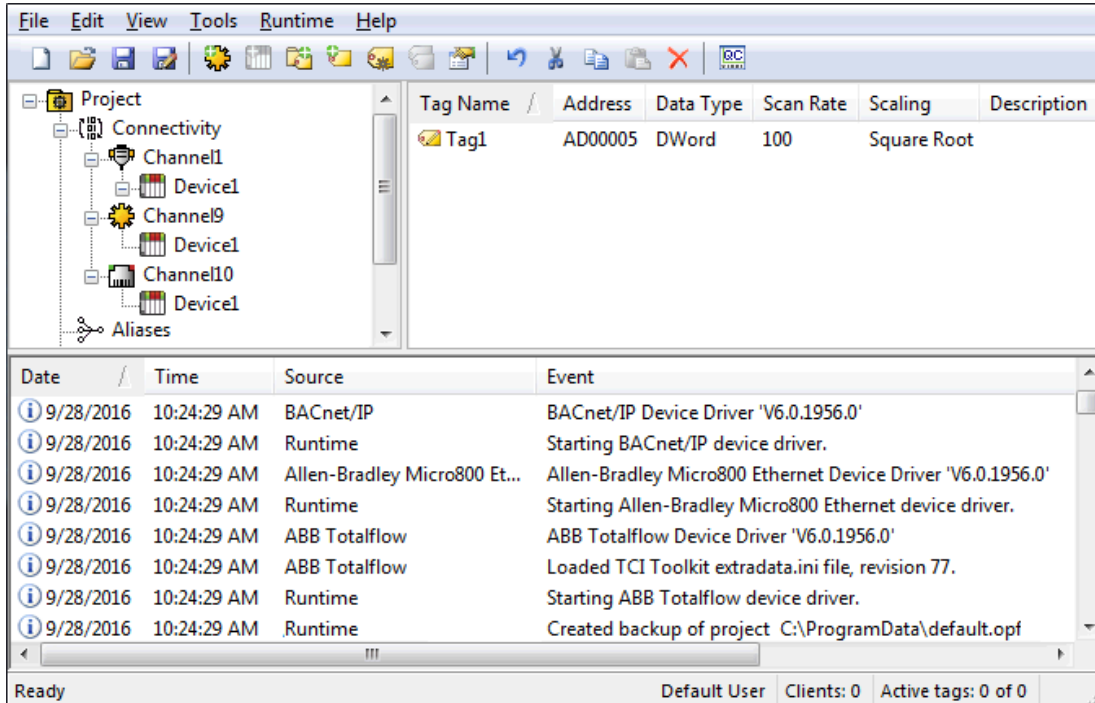 File Edit View Tools Runtime Help
QC
Project
Connectivity
Channel1
Device1
Channel9
Device1
Channel10
Device1
Aliases
Tag Name Address Data Type Scan Rate Scaling Description
Tag1 AD00005 DWord 100 Square Root
Date Time Source Event
9/28/2016 10:24:29 AM BACnet/IP BACnet/IP Device Driver 'V6.0.1956.0'
9/28/2016 10:24:29 AM Runtime Starting BACnet/IP device driver.
9/28/2016 10:24:29 AM Allen-Bradley Micro800 Et... Allen-Bradley Micro800 Ethernet Device Driver 'V6.0.1956.0'
9/28/2016 10:24:29 AM Runtime Starting Allen-Bradley Micro800 Ethernet device driver.
9/28/2016 10:24:29 AM ABB Totalflow ABB Totalflow Device Driver 'V6.0.1956.0'
9/28/2016 10:24:29 AM ABB Totalflow Loaded TCI Toolkit extradata.ini file, revision 77.
9/28/2016 10:24:29 AM Runtime Starting ABB Totalflow device driver.
9/28/2016 10:24:29 AM Runtime Created backup of project C:\ProgramData\default.opf
Ready Default User Clients: 0 Active tags: 0 of 0